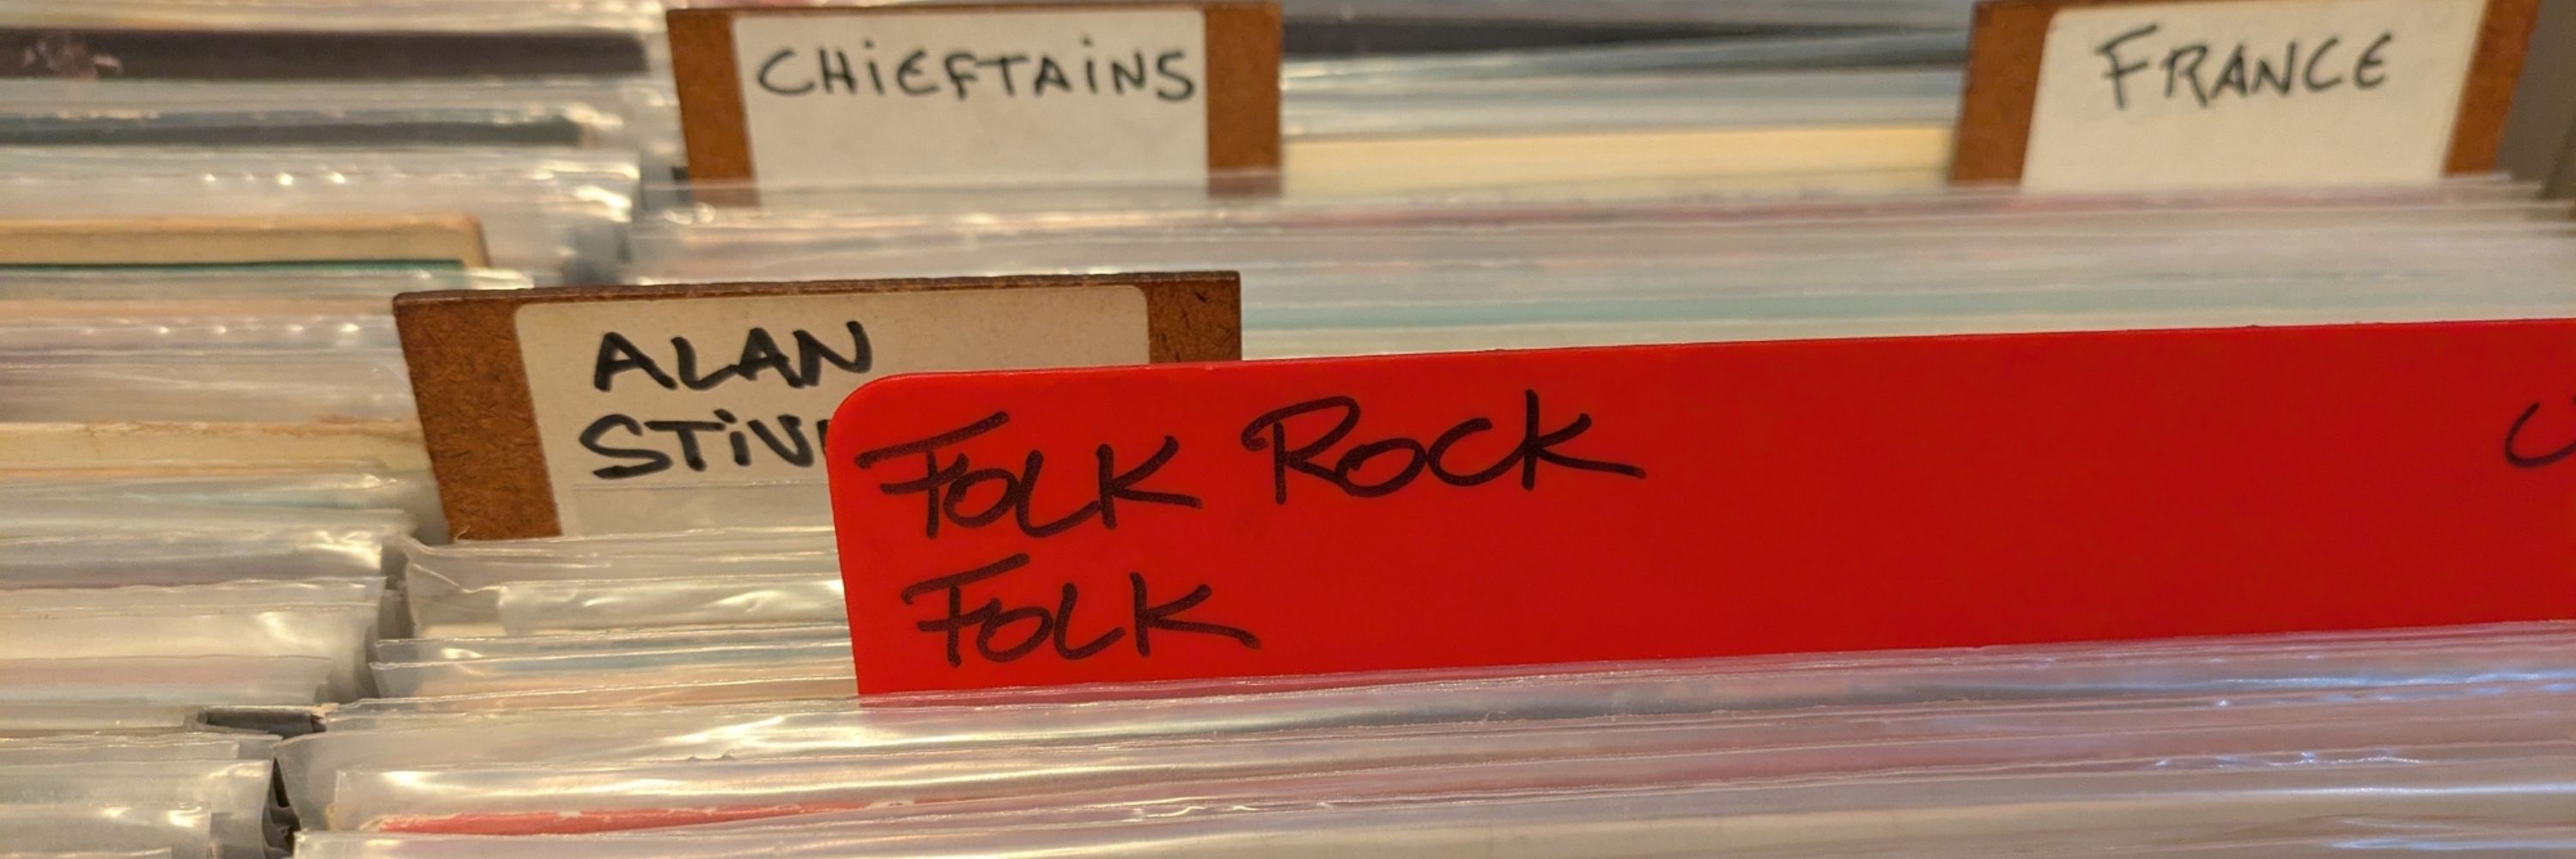 CHiEFTAiNS
FRANCE
ALAN
FOLK ROCK
FOLK